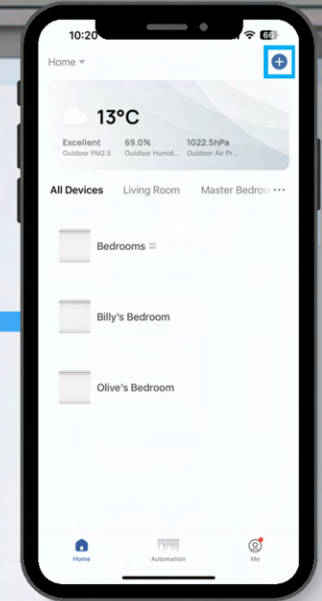 10:20
66
Home
13°C
Excellent 69.0% 1022.5hPa
Outdoor PM2.5 Outdoor Humid... Outdoor Air Pr...
All Devices Living Room Master Bedroo
Bedrooms
Billy's Bedroom
Olive's Bedroom
Home Automation Me